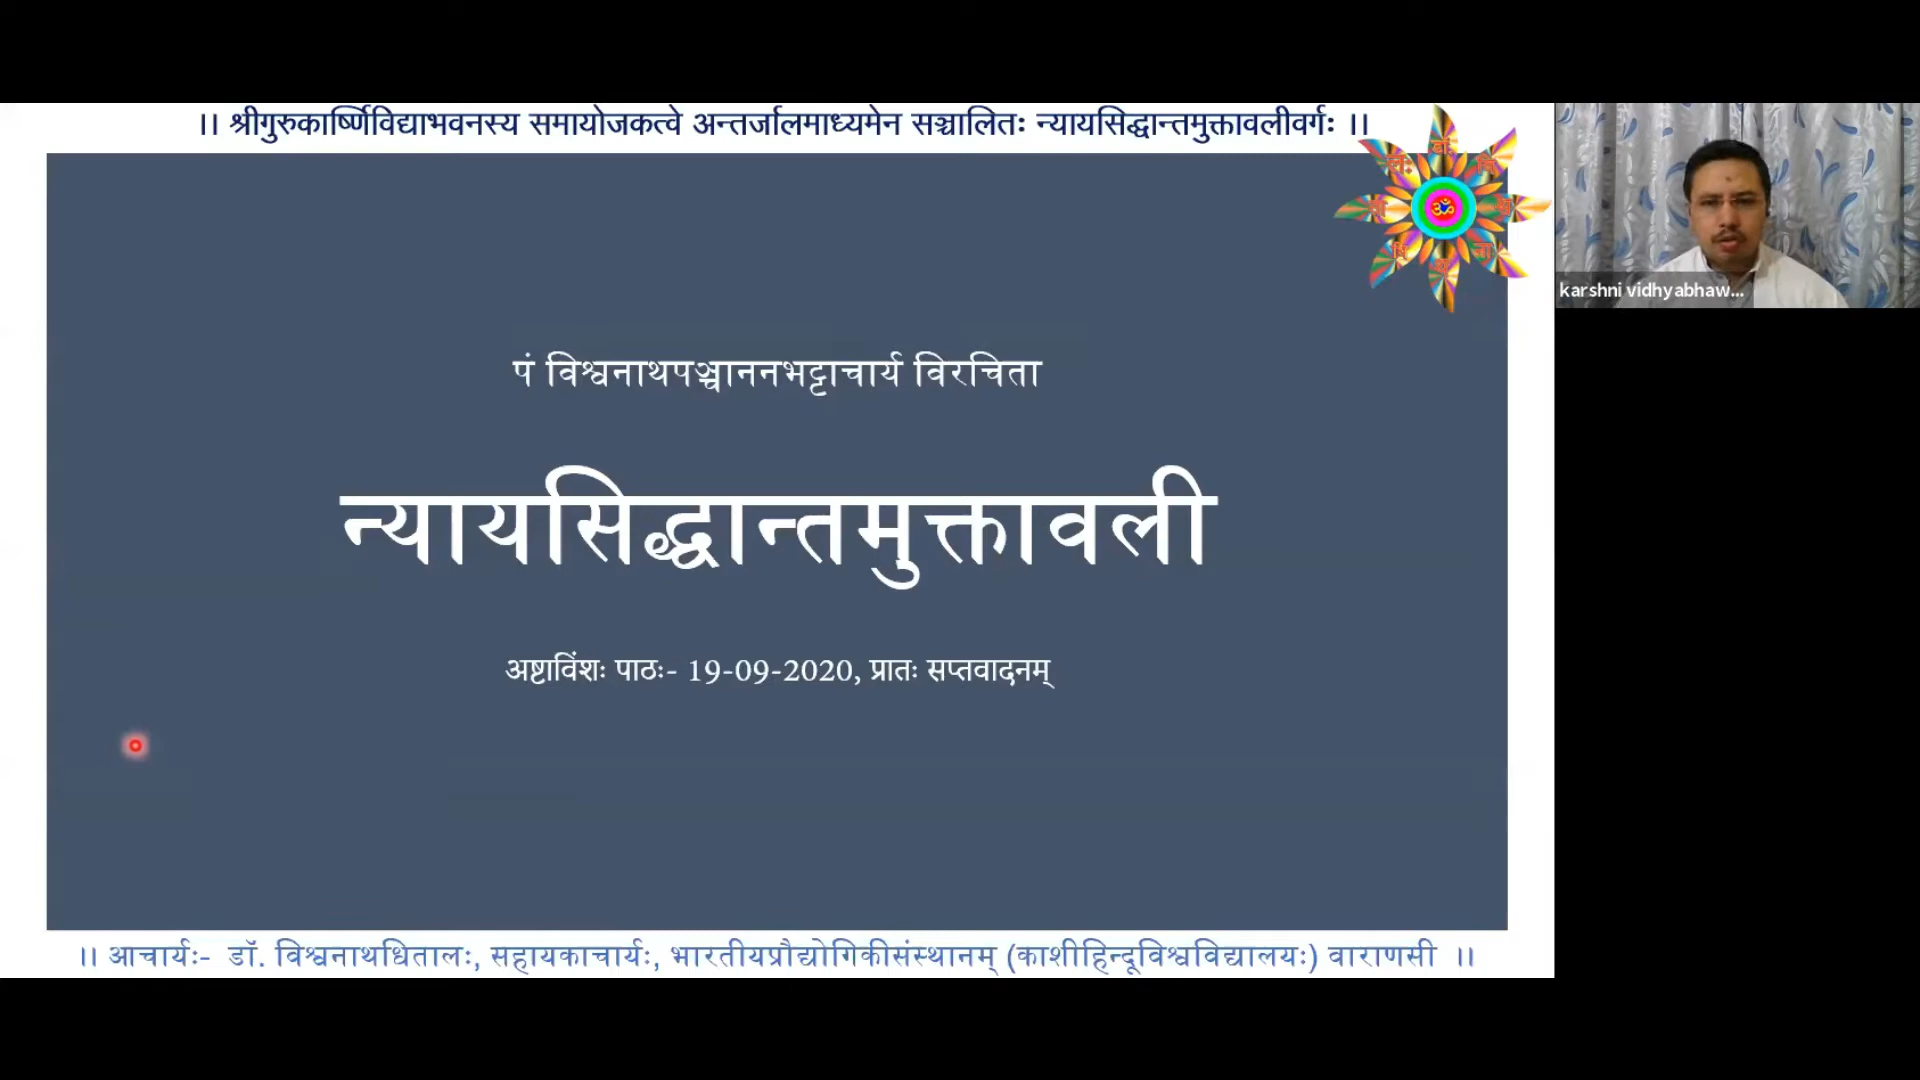 ।। श्रीगुरुकार्ष्णिविद्याभवनस्य समायोजकत्वे अन्तर्जालमाध्यमेन सञ्चालितः न्यायसिद्धान्तमुक्तावलीवर्गः ।।
डॉ.
ॐ
karshni vidhyabhaw...
पं विश्वनाथपञ्चाननभट्टाचार्य विरचिता
न्यायसिद्धान्तमुक्तावली
अष्टाविंशः पाठः- 19-09-2020, प्रातः सप्तवादनम्
।। आचार्यः- डॉ. विश्वनाथधितालः, सहायकाचार्यः, भारतीयप्रौद्योगिकीसंस्थानम् (काशीहिन्दूविश्वविद्यालयः) वाराणसी ।।